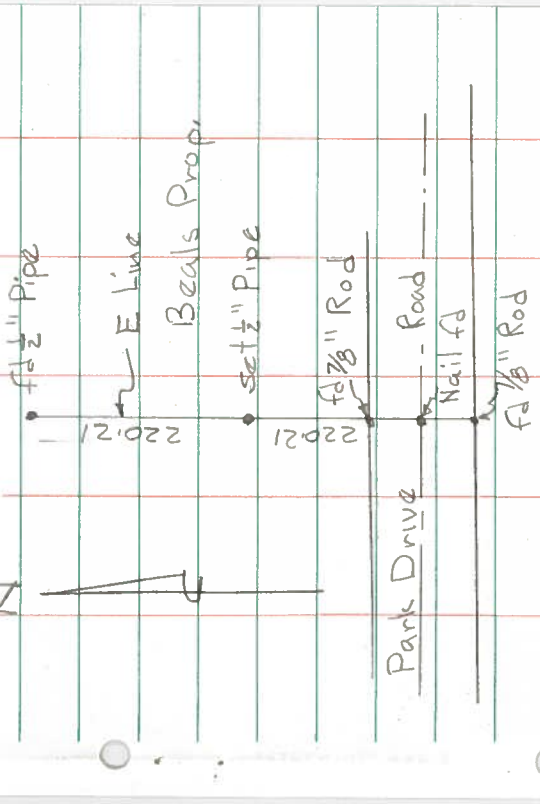 N
fd ½" Pipe
220.21
E Line
Beals Prop.
set ½" Pipe
220.21
fd 7/8" Rod
Park Drive - Road
Nail fd
fd 7/8" Rod